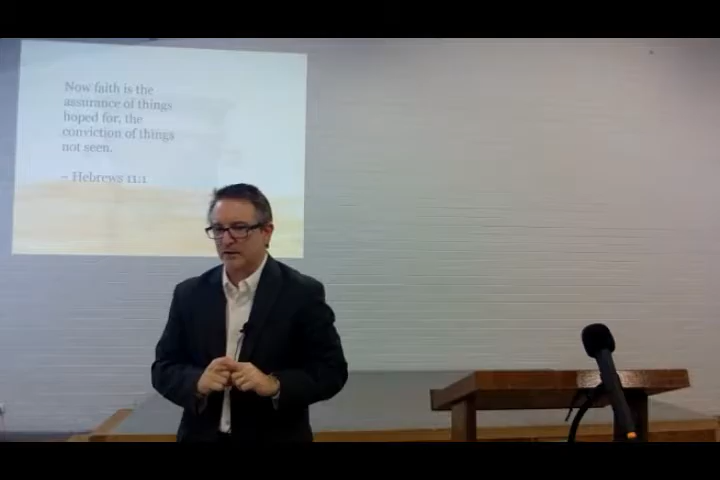 Now faith is the
assurance of things
hoped for, the
conviction of things
not seen.
– Hebrews 11:1